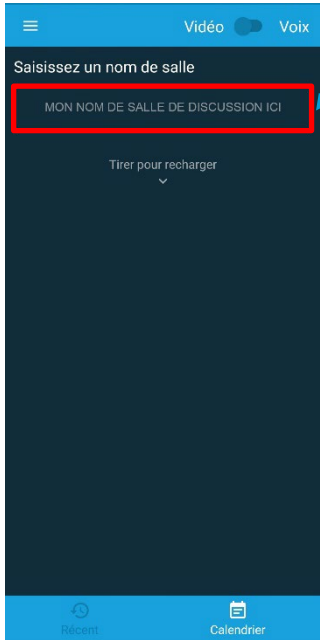 Vidéo Voix
Saisissez un nom de salle
MON NOM DE SALLE DE DISCUSSION ICI
Tirer pour recharger
Récent Calendrier